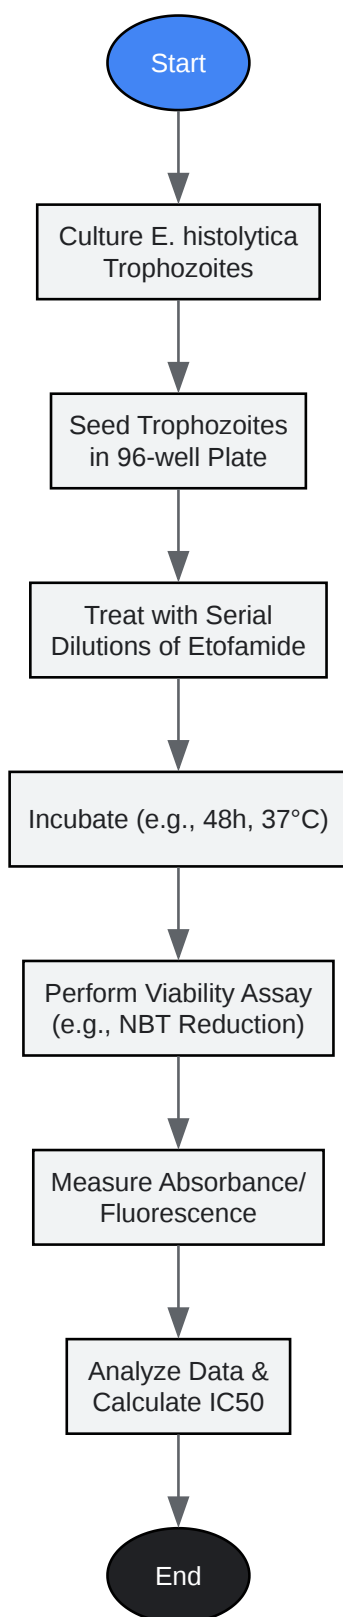 Start
Culture E. histolytica
Trophozoites
Seed Trophozoites
in 96-well Plate
Treat with Serial
Dilutions of Etofamide
Incubate (e.g., 48h, 37°C)
Perform Viability Assay
(e.g., NBT Reduction)
Measure Absorbance/
Fluorescence
Analyze Data &
Calculate IC50
End